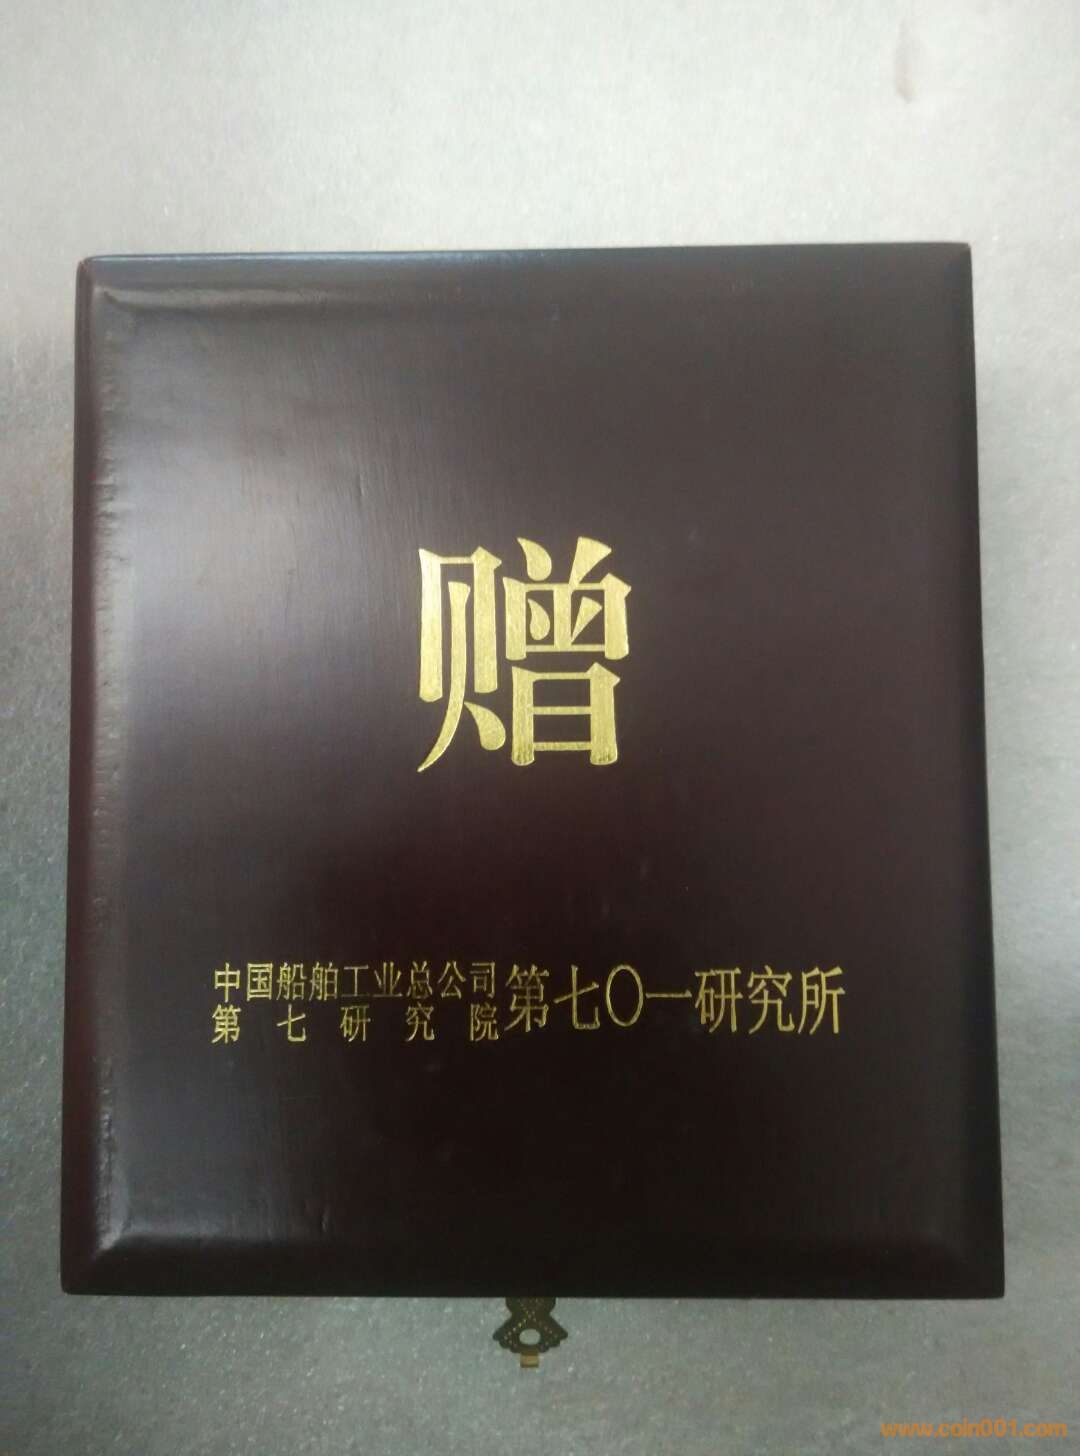 赠
中国船舶工业总公司
第七研究院
第七〇一研究所
www.coin001.com